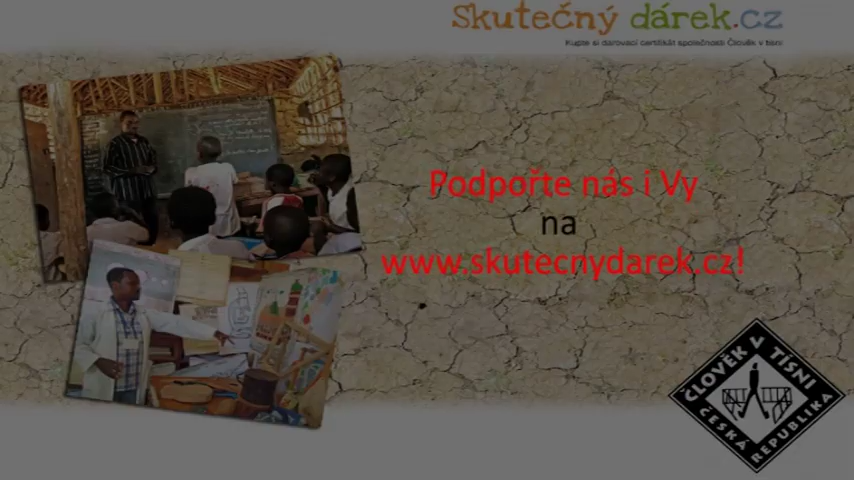 Skutečný dárek.cz
Kupte si darovací certifikát společnosti Člověk v tísni
Podpořte nás i Vy
na
www.skutecnydarek.cz!
ČLOVĚK V TÍSNI
ČESKÁ REPUBLIKA